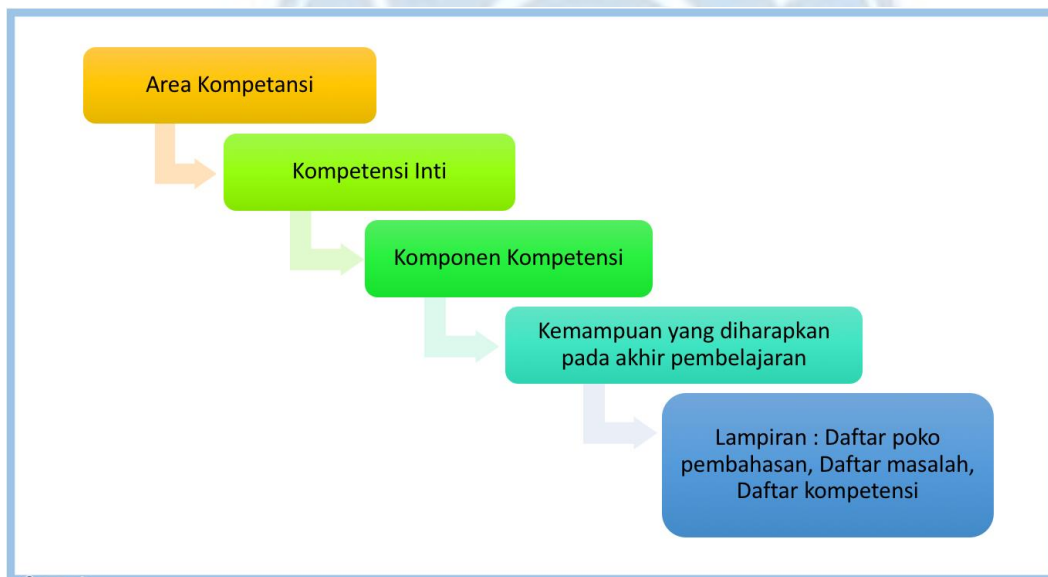 Area Kompetansi
Kompetensi Inti
Komponen Kompetensi
Kemampuan yang diharapkan
pada akhir pembelajaran
Lampiran : Daftar poko
pembahasan, Daftar masalah,
Daftar kompetensi